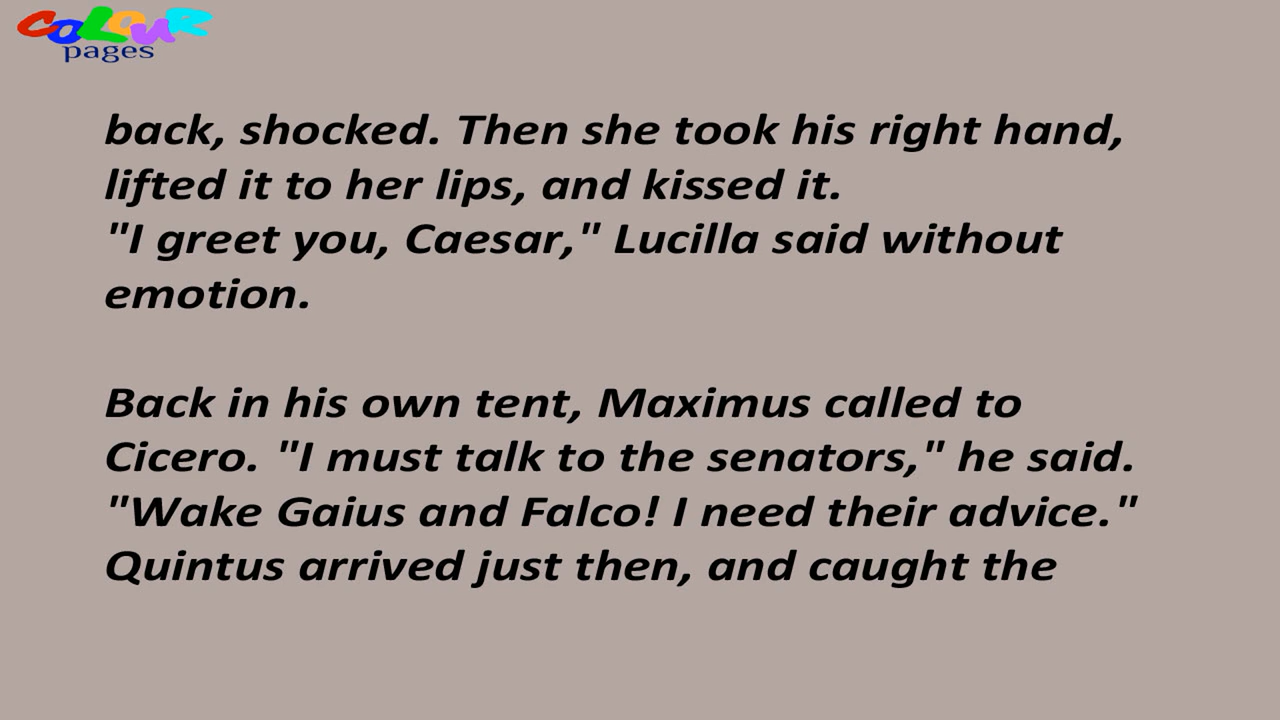 COLOUR
pages
back, shocked. Then she took his right hand,
lifted it to her lips, and kissed it.
"I greet you, Caesar," Lucilla said without
emotion.
Back in his own tent, Maximus called to
Cicero. "I must talk to the senators," he said.
"Wake Gaius and Falco! I need their advice."
Quintus arrived just then, and caught the